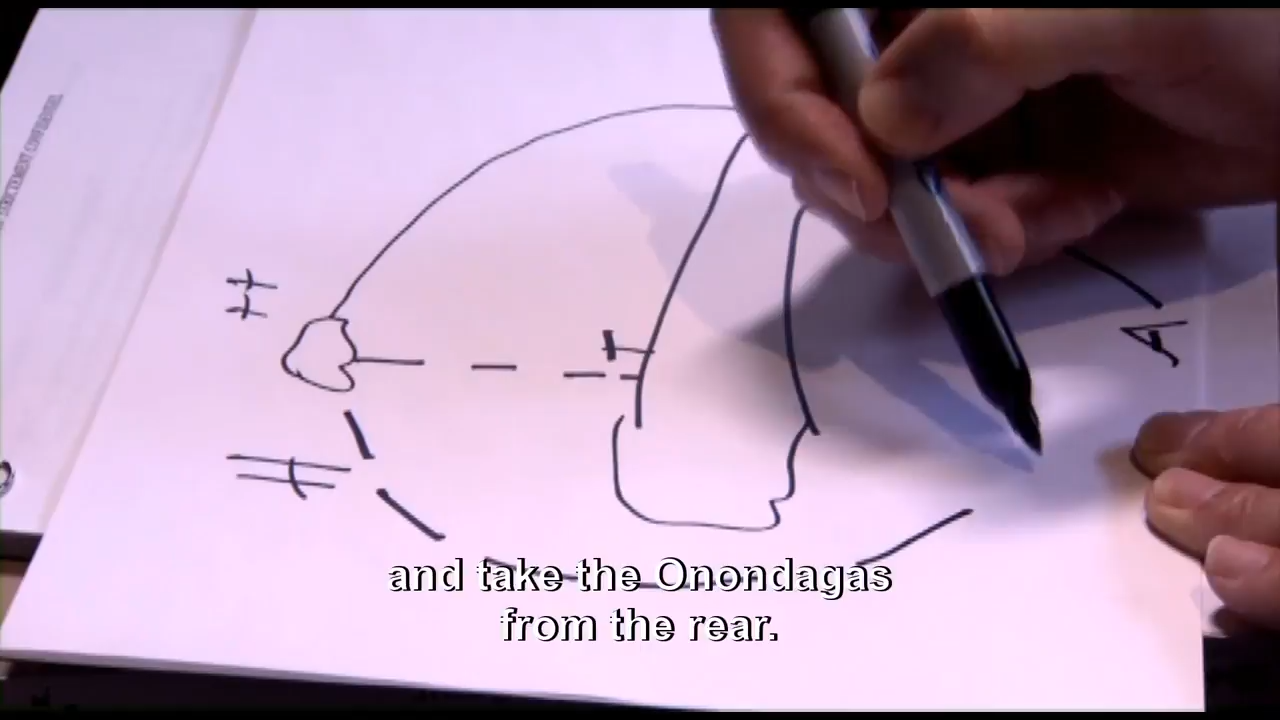 and take the Onondagas
from the rear.
A